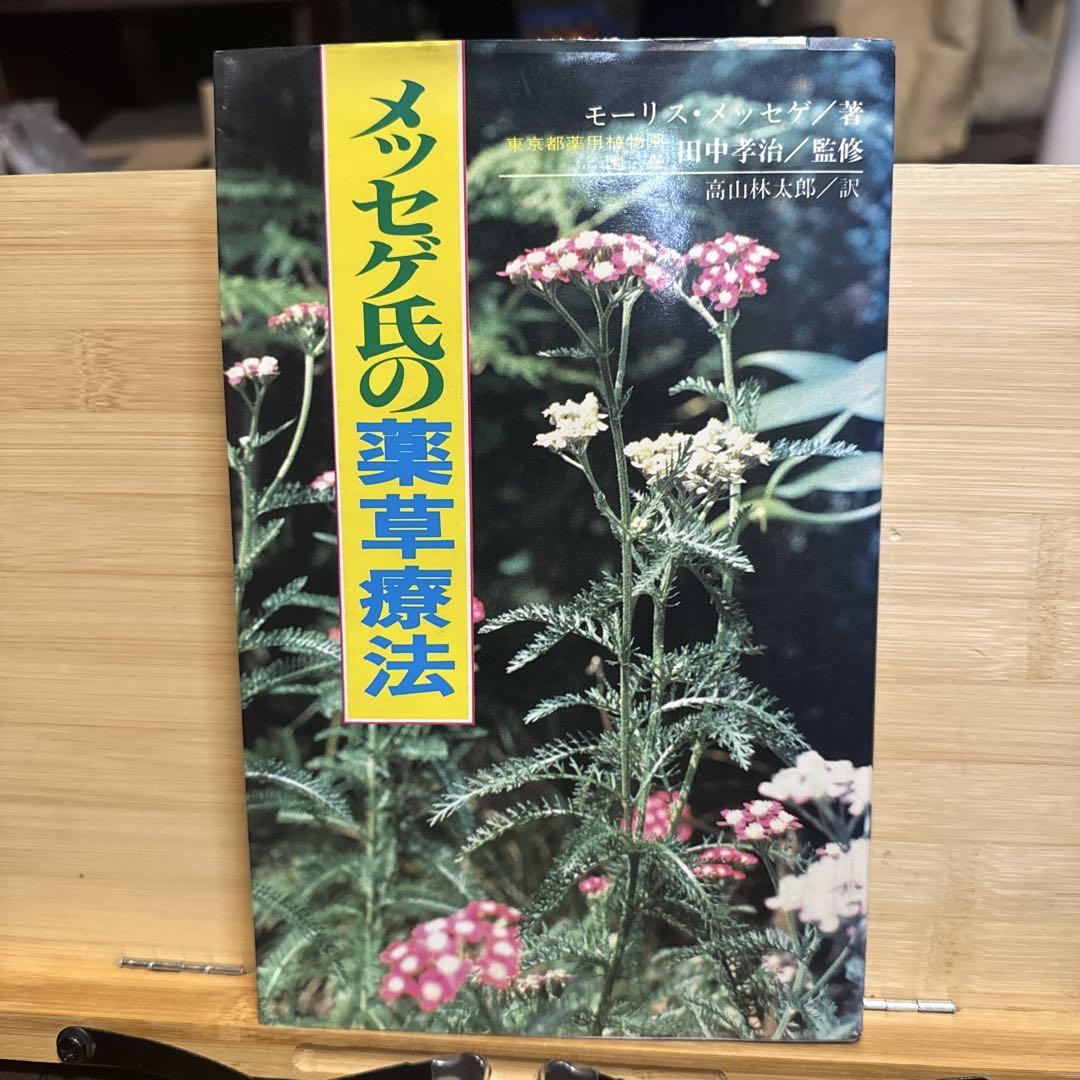 メッセゲ氏の薬草療法
モーリス・メッセゲ／著
東京都薬用植物園
園長
田中孝治／監修
高山林太郎／訳